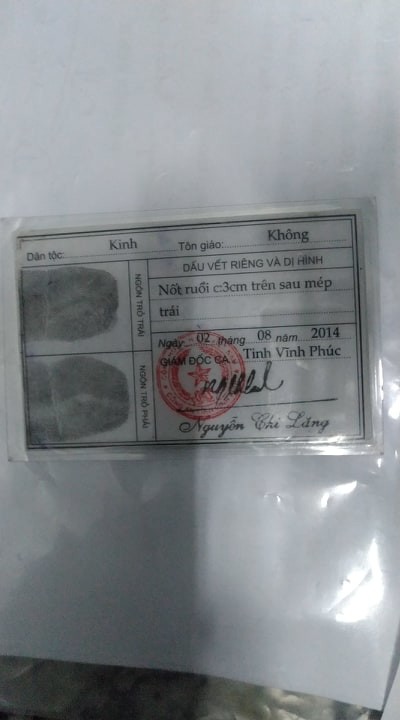 Dân tộc: Kinh Tôn giáo: Không
DẤU VẾT RIÊNG VÀ DỊ HÌNH
Nốt ruồi c:3cm trên sau mép
trái
Ngày 02 tháng 08 năm 2014
GIÁM ĐỐC CA Tỉnh Vĩnh Phúc
Nguyễn Chí Lăng
NGÓN TRỎ TRÁI
NGÓN TRỎ PHẢI